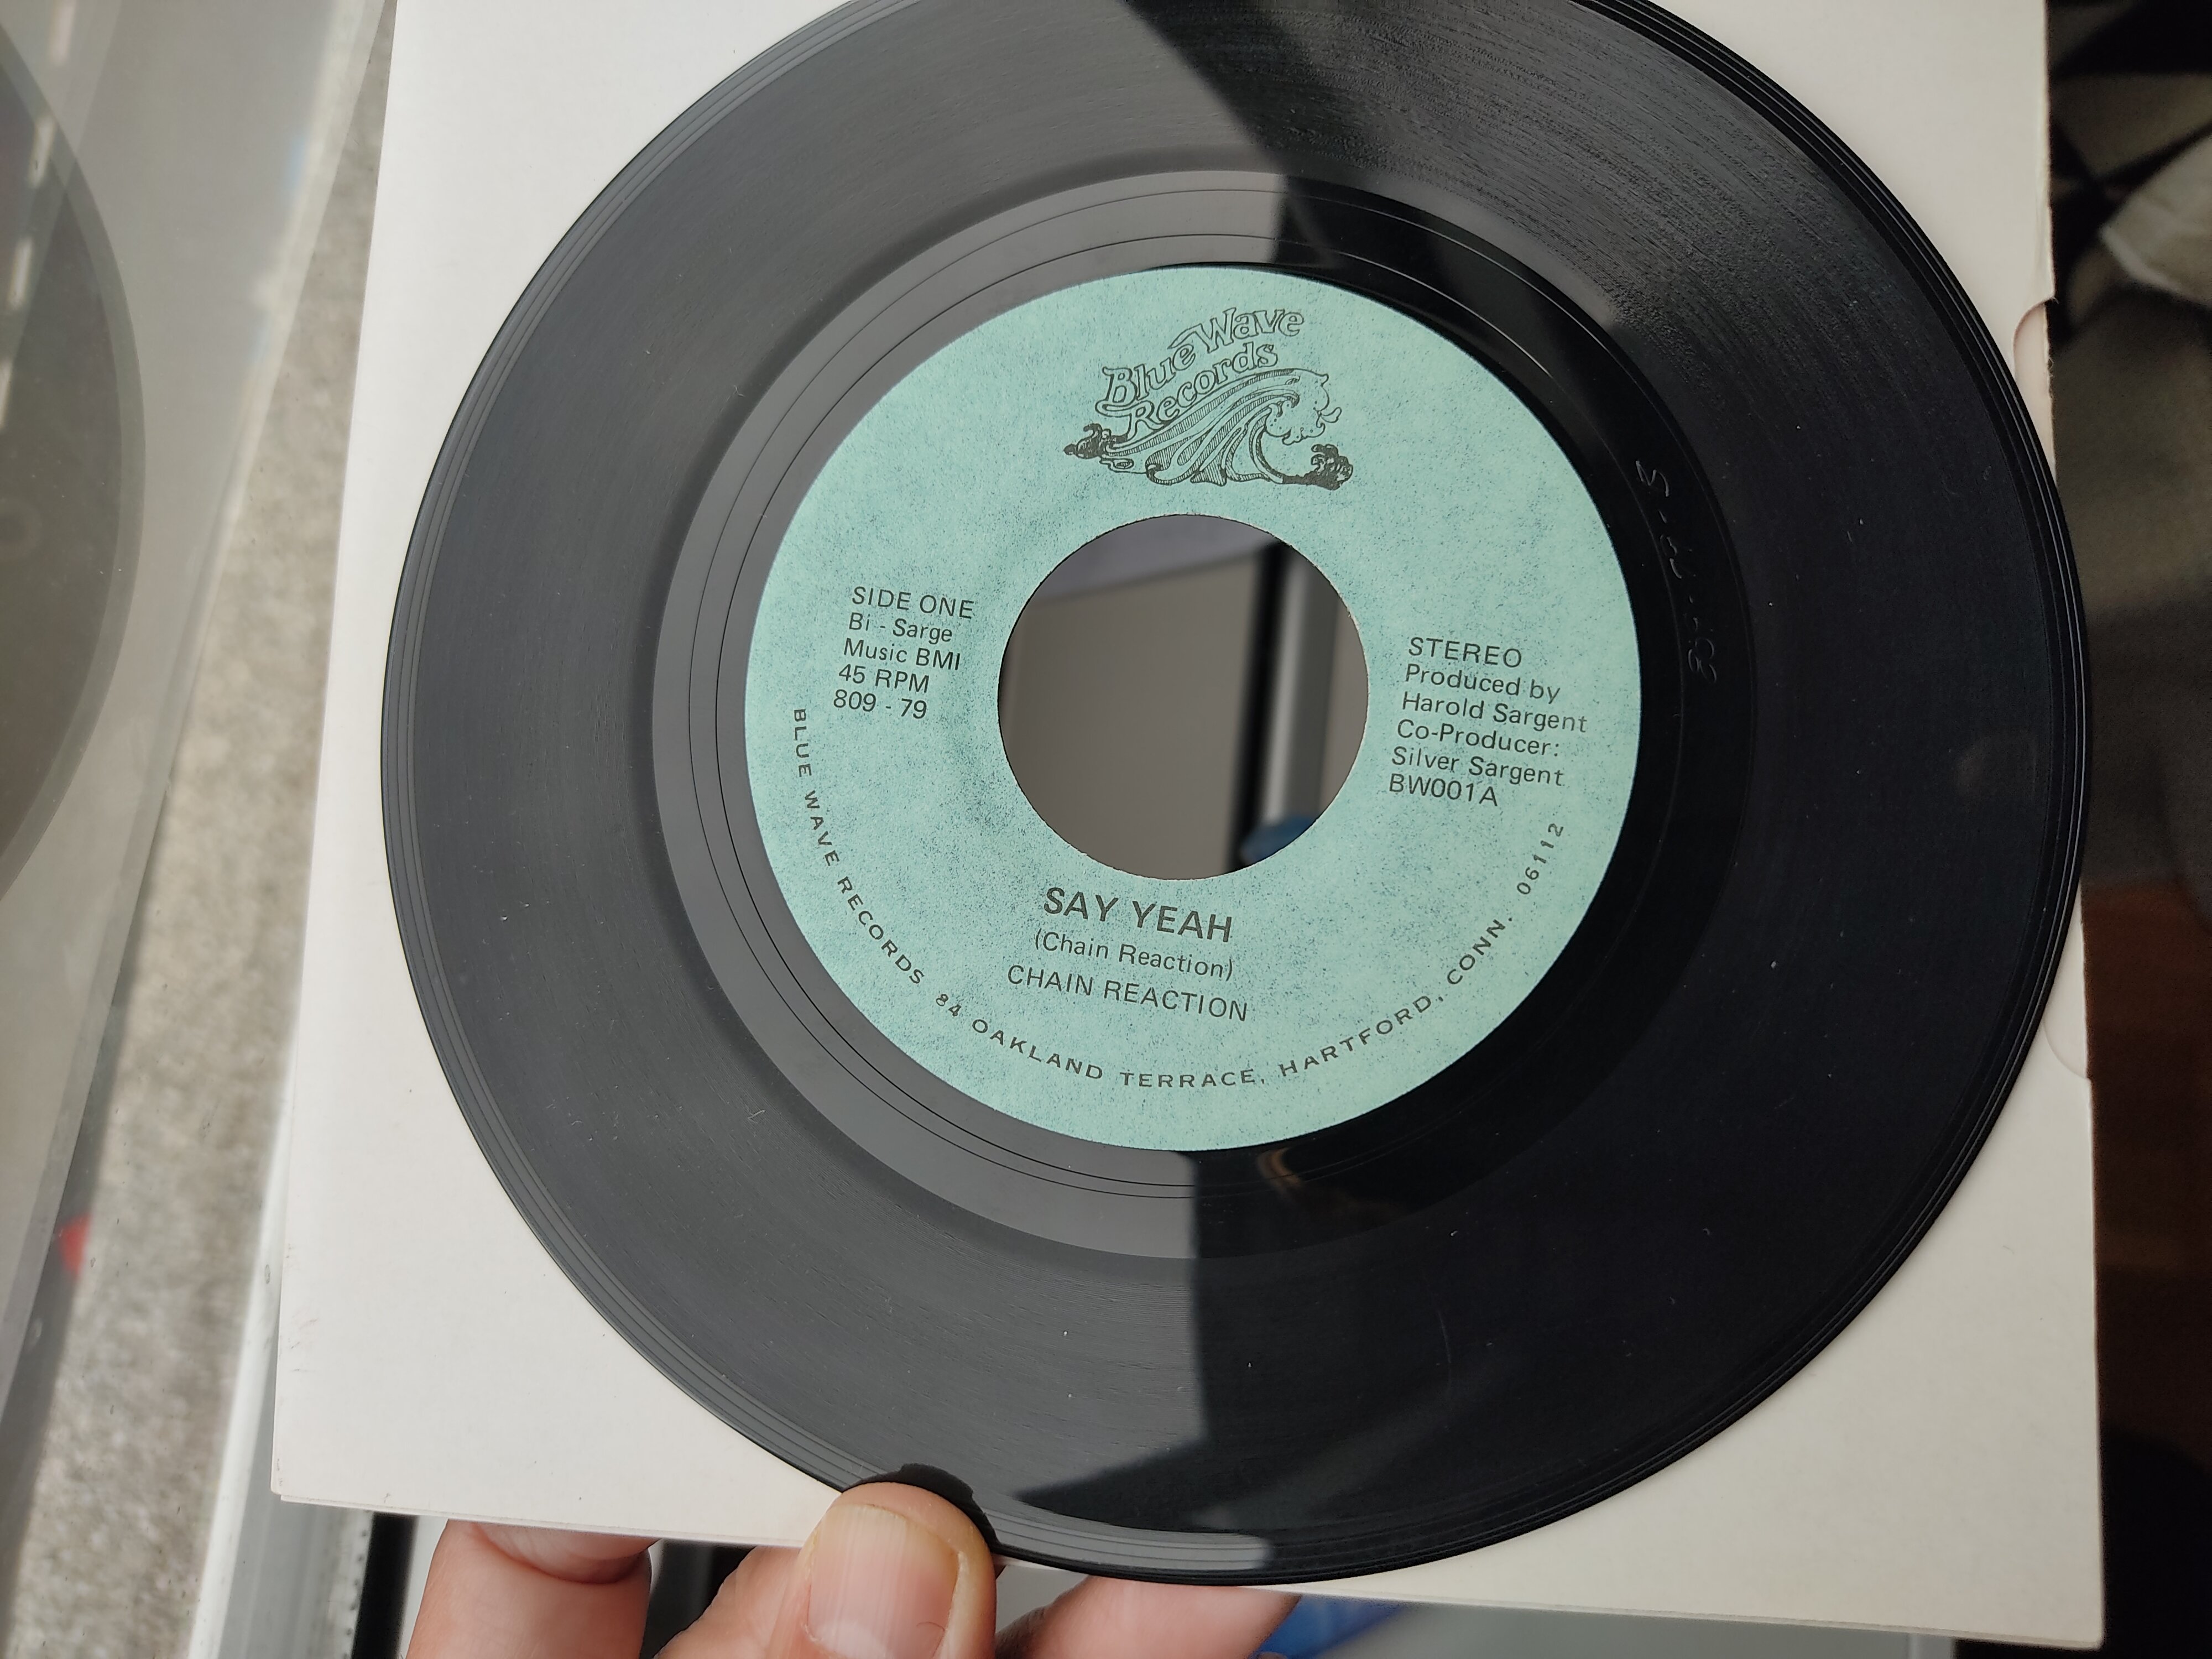 Blue Wave
Records
SIDE ONE
Bi - Sarge
Music BMI
45 RPM
809 - 79
STEREO
Produced by
Harold Sargent
Co-Producer:
Silver Sargent
BW001A
SAY YEAH
(Chain Reaction)
CHAIN REACTION
BLUE WAVE RECORDS 84 OAKLAND TERRACE, HARTFORD, CONN. 06112